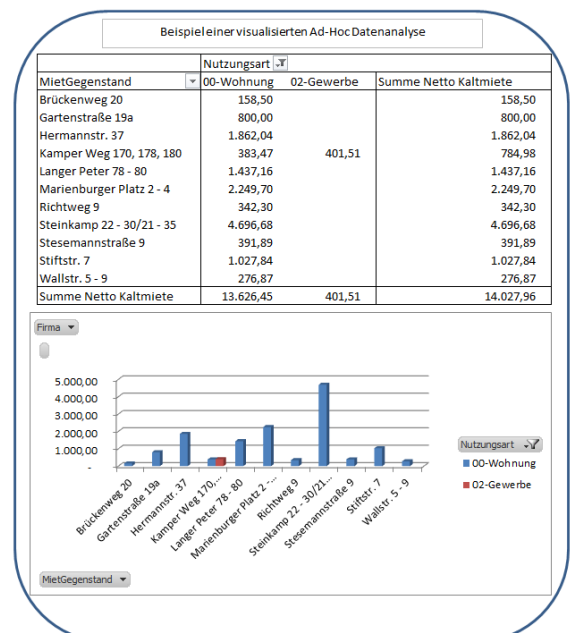 Beispiel einer visualisierten Ad-Hoc Datenanalyse
Nutzungsart
MietGegenstand 00-Wohnung 02-Gewerbe Summe Netto Kaltmiete
Brückenweg 20 158,50 158,50
Gartenstraße 19a 800,00 800,00
Hermannstr. 37 1.862,04 1.862,04
Kamper Weg 170, 178, 180 383,47 401,51 784,98
Langer Peter 78 - 80 1.437,16 1.437,16
Marienburger Platz 2 - 4 2.249,70 2.249,70
Richtweg 9 342,30 342,30
Steinkamp 22 - 30/21 - 35 4.696,68 4.696,68
Stesemannstraße 9 391,89 391,89
Stiftstr. 7 1.027,84 1.027,84
Wallstr. 5 - 9 276,87 276,87
Summe Netto Kaltmiete 13.626,45 401,51 14.027,96
Firma
5.000,00
4.000,00
3.000,00
2.000,00
1.000,00
-
Brückenweg 20
Gartenstraße 19a
Hermannstr. 37
Kamper Weg 170,...
Langer Peter 78 - 80
Marienburger Platz 2 -...
Richtweg 9
Steinkamp 22 - 30/21...
Stesemannstraße 9
Stiftstr. 7
Wallstr. 5 - 9
Nutzungsart
00-Wohnung
02-Gewerbe
MietGegenstand